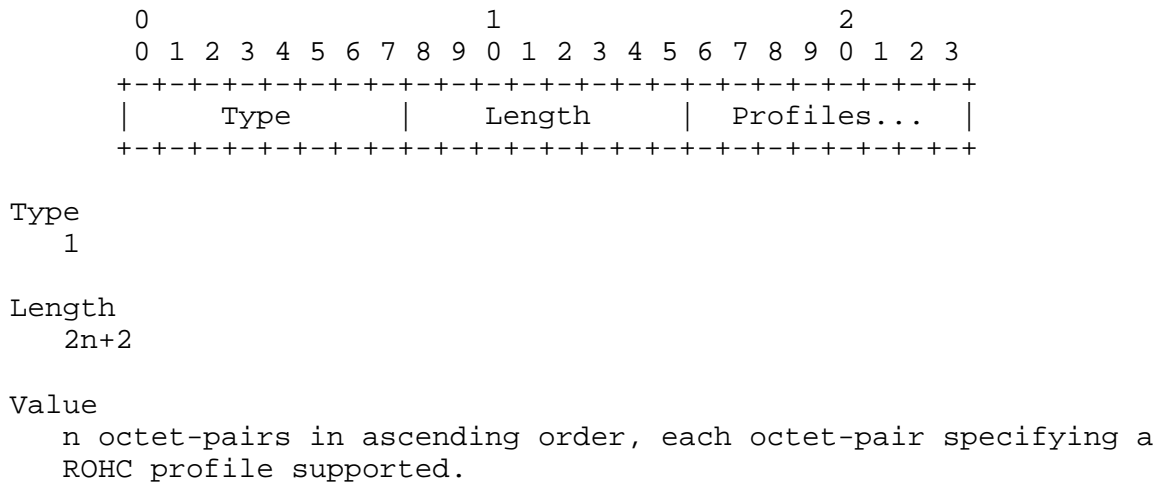 0                   1                   2
0 1 2 3 4 5 6 7 8 9 0 1 2 3 4 5 6 7 8 9 0 1 2 3
+-+-+-+-+-+-+-+-+-+-+-+-+-+-+-+-+-+-+-+-+-+-+-+-+
|     Type      |    Length     |  Profiles...  |
+-+-+-+-+-+-+-+-+-+-+-+-+-+-+-+-+-+-+-+-+-+-+-+-+
Type
1
Length
2n+2
Value
n octet-pairs in ascending order, each octet-pair specifying a
ROHC profile supported.